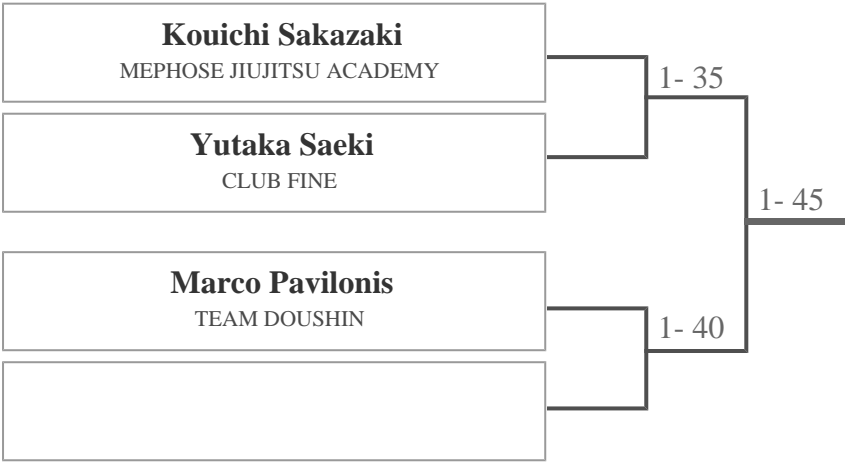 Kouichi Sakazaki
MEPHOSE JIUJITSU ACADEMY
1- 35
Yutaka Saeki
CLUB FINE
1- 45
Marco Pavilonis
TEAM DOUSHIN
1- 40